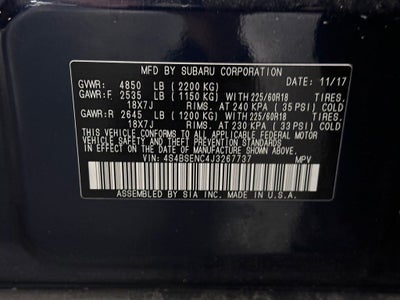 MFD BY SUBARU CORPORATION
GVWR: 4850 LB (2200 KG) DATE: 11/17
GAWR:F 2535 LB (1150 KG) WITH 225/60R18 TIRES.
18X7J RIMS. AT 240 KPA (35 PSI) COLD
GAWR:R 2645 LB (1200 KG) WITH 225/60R18 TIRES.
18X7J RIMS. AT 230 KPA (33 PSI) COLD
THIS VEHICLE CONFORMS TO ALL APPLICABLE FEDERAL
MOTOR VEHICLE SAFETY AND THEFT PREVENTION STANDARDS
IN EFFECT ON THE DATE OF MANUFACTURE SHOWN ABOVE.
VIN: 4S4BSENC4J3267737 MPV
ASSEMBLED BY SIA INC. MADE IN U.S.A.